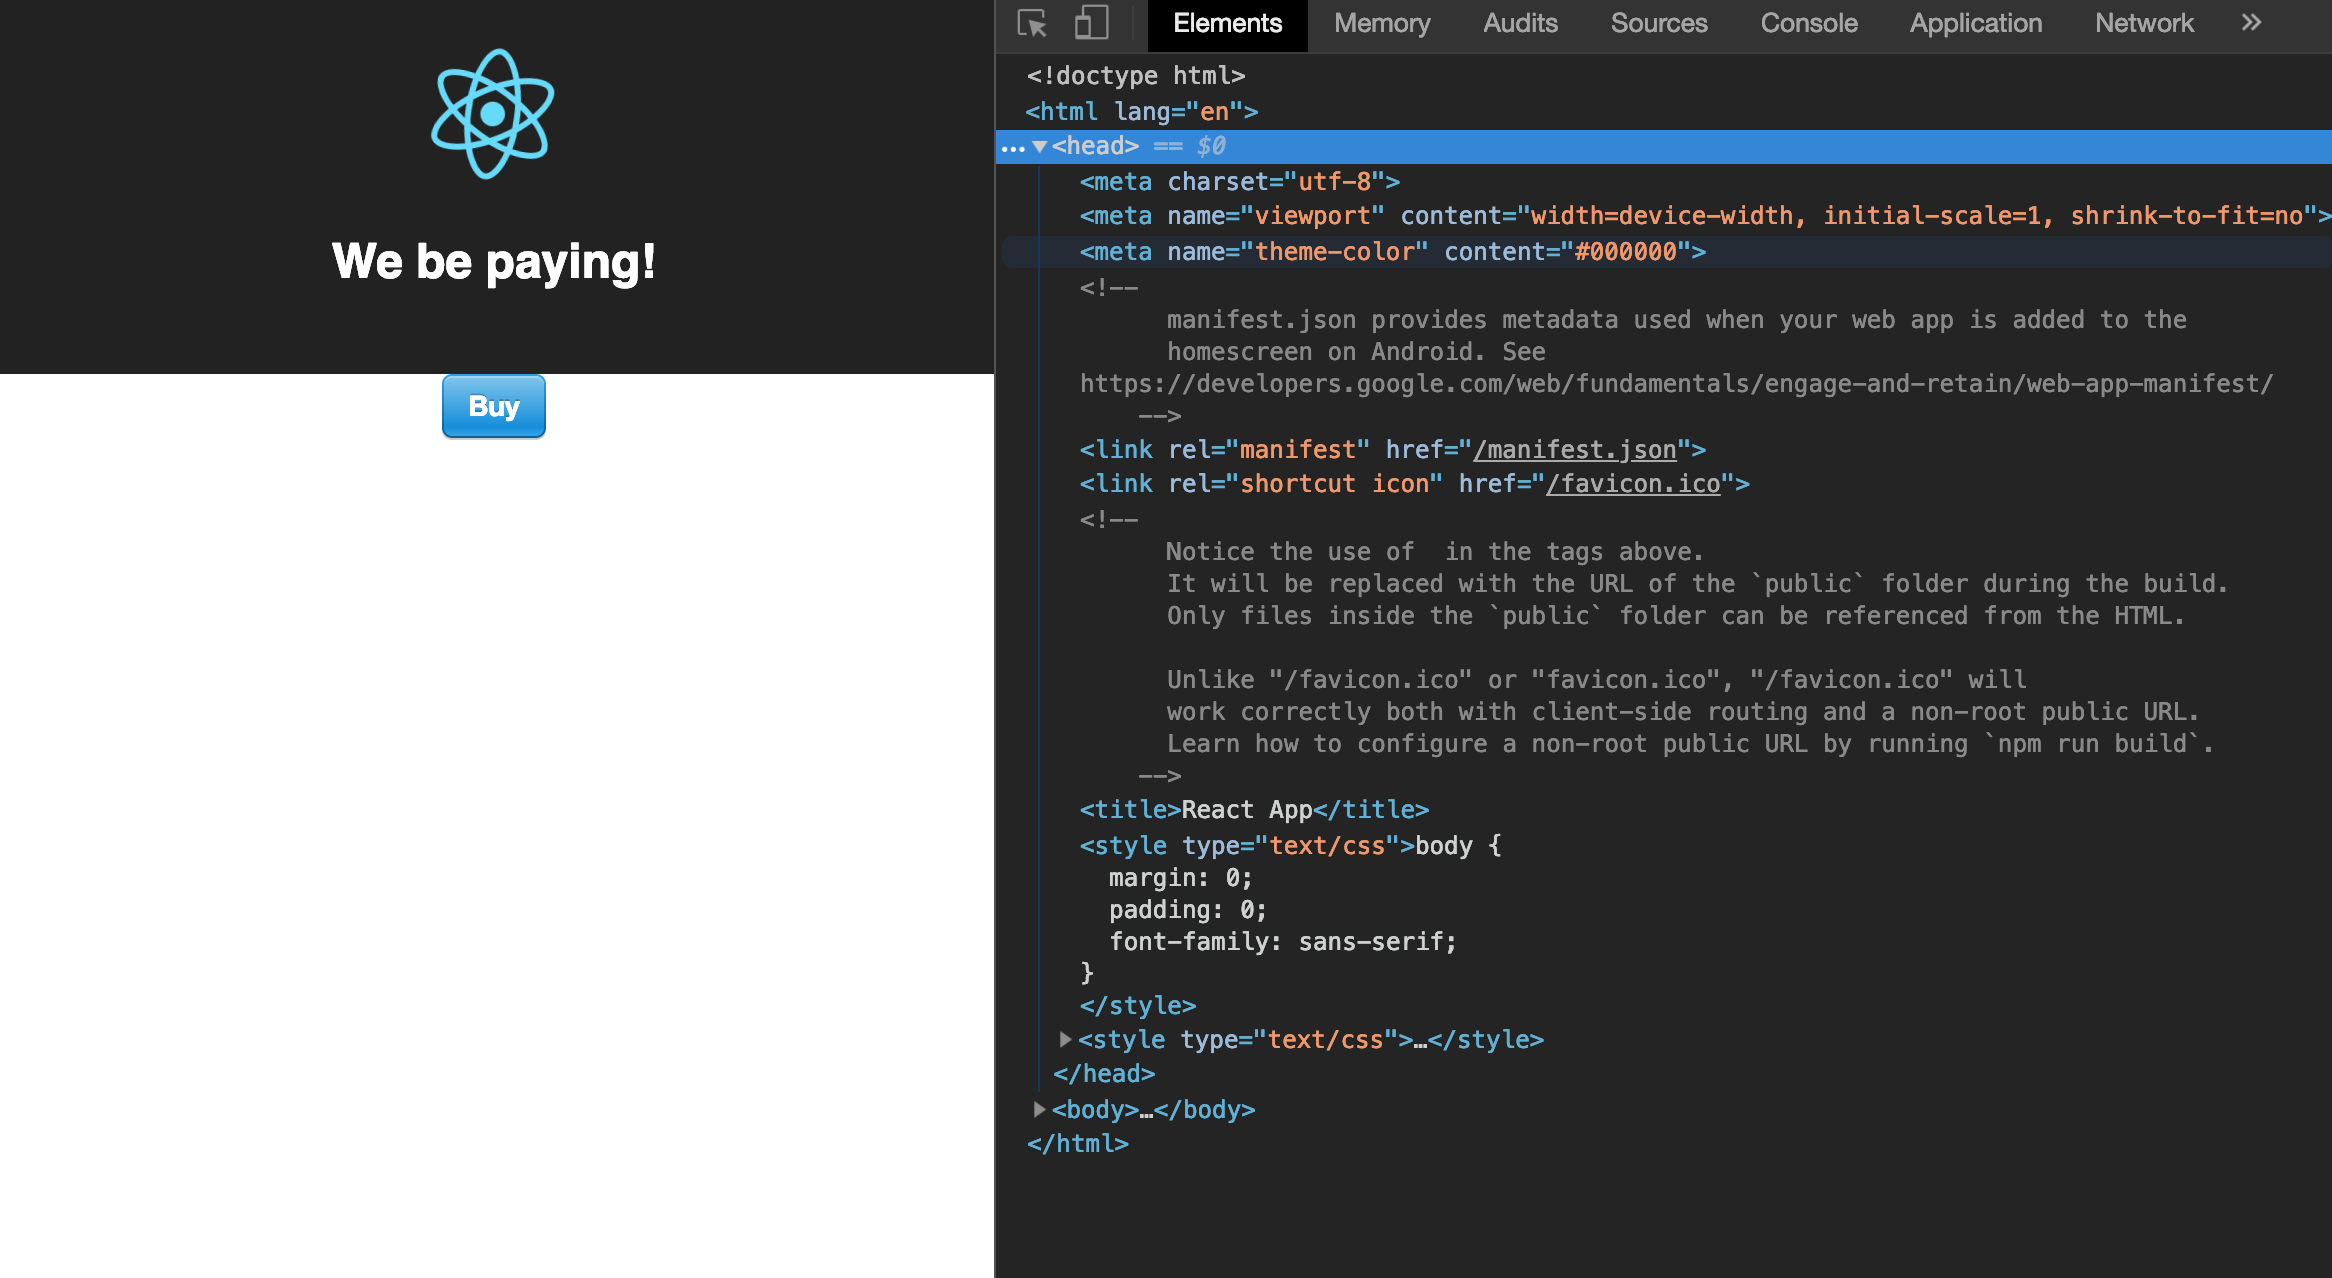 We be paying!
Buy
Elements Memory Audits Sources Console Application Network »
<!doctype html>
<html lang="en">
…▼<head> == $0
<meta charset="utf-8">
<meta name="viewport" content="width=device-width, initial-scale=1, shrink-to-fit=no">
<meta name="theme-color" content="#000000">
<!--
manifest.json provides metadata used when your web app is added to the
homescreen on Android. See
https://developers.google.com/web/fundamentals/engage-and-retain/web-app-manifest/
-->
<link rel="manifest" href="/manifest.json">
<link rel="shortcut icon" href="/favicon.ico">
<!--
Notice the use of  in the tags above.
It will be replaced with the URL of the `public` folder during the build.
Only files inside the `public` folder can be referenced from the HTML.
Unlike "/favicon.ico" or "favicon.ico", "/favicon.ico" will
work correctly both with client-side routing and a non-root public URL.
Learn how to configure a non-root public URL by running `npm run build`.
-->
<title>React App</title>
<style type="text/css">body {
margin: 0;
padding: 0;
font-family: sans-serif;
}
</style>
▶<style type="text/css">…</style>
</head>
▶<body>…</body>
</html>